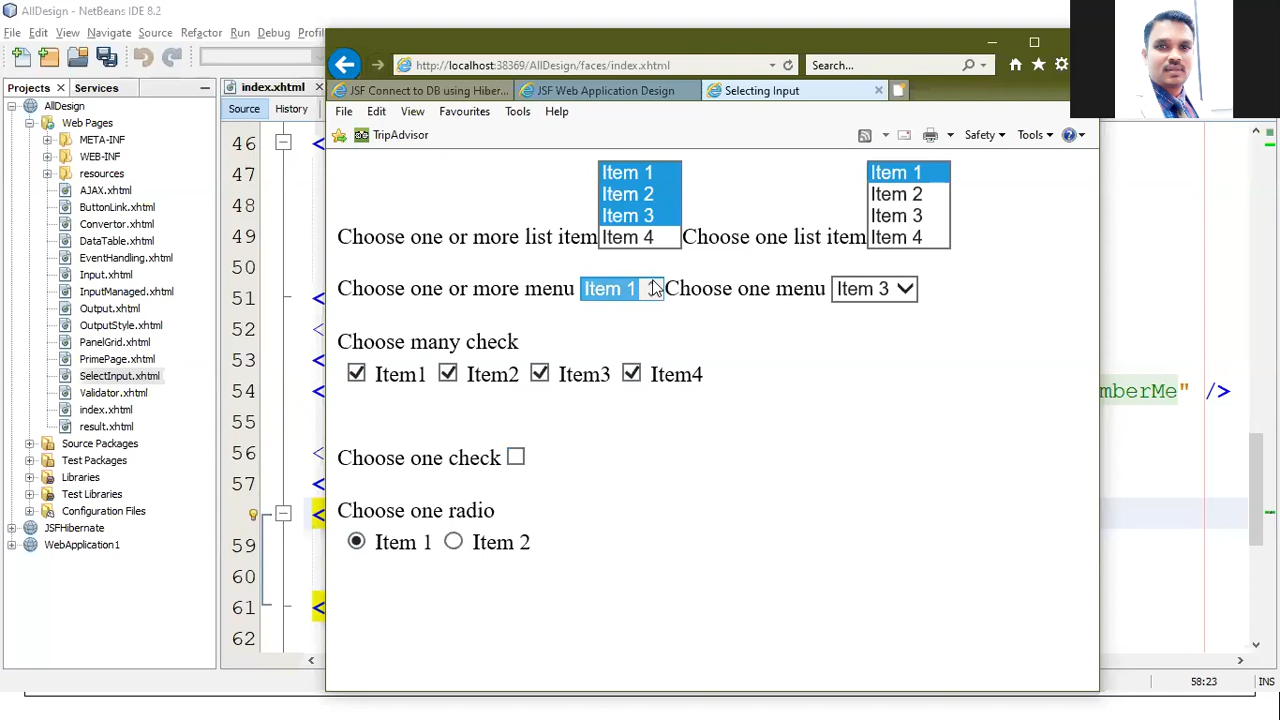 AllDesign - NetBeans IDE 8.2
File Edit View Navigate Source Refactor Run Debug
Projects Services
AllDesign
Web Pages
META-INF
WEB-INF
resources
AJAX.xhtml
ButtonLink.xhtml
Convertor.xhtml
DataTable.xhtml
EventHandling.xhtml
Input.xhtml
InputManaged.xhtml
Output.xhtml
OutputStyle.xhtml
PanelGrid.xhtml
PrimePage.xhtml
SelectInput.xhtml
Validator.xhtml
index.xhtml
result.xhtml
Source Packages
Test Packages
Libraries
Test Libraries
Configuration Files
JSFHibernate
WebApplication1
index.xhtml
Source History
46 <
47
48
49
50
51 <
52 <
53 <
54 < mberMe" />
55
56 <
57 <
<
59
60
61 <
62
58:23 INS
http://localhost:38369/AllDesign/faces/index.xhtml
Search...
JSF Connect to DB using Hiber...
JSF Web Application Design
Selecting Input
File Edit View Favourites Tools Help
TripAdvisor
Safety Tools
Item 1
Item 2
Item 3
Choose one or more list item Item 4
Item 1
Item 2
Item 3
Choose one list item Item 4
Choose one or more menu Item 1 Choose one menu Item 3
Choose many check
Item1 Item2 Item3 Item4
Choose one check
Choose one radio
Item 1 Item 2